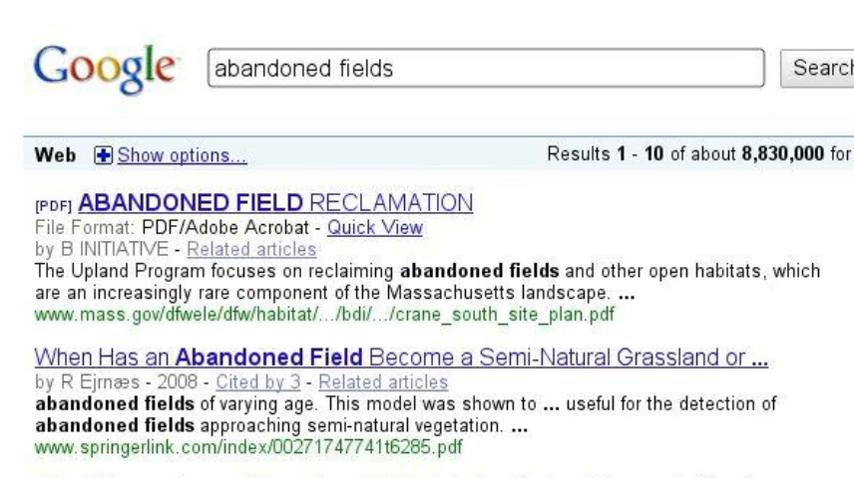 Google abandoned fields Search
Web Show options... Results 1 - 10 of about 8,830,000 for
[PDF] ABANDONED FIELD RECLAMATION
File Format: PDF/Adobe Acrobat - Quick View
by B INITIATIVE - Related articles
The Upland Program focuses on reclaiming abandoned fields and other open habitats, which
are an increasingly rare component of the Massachusetts landscape. ...
www.mass.gov/dfwele/dfw/habitat/.../bdi/.../crane_south_site_plan.pdf
When Has an Abandoned Field Become a Semi-Natural Grassland or ...
by R Ejrnæs - 2008 - Cited by 3 - Related articles
abandoned fields of varying age. This model was shown to ... useful for the detection of
abandoned fields approaching semi-natural vegetation. ...
www.springerlink.com/index/00271747741t6285.pdf